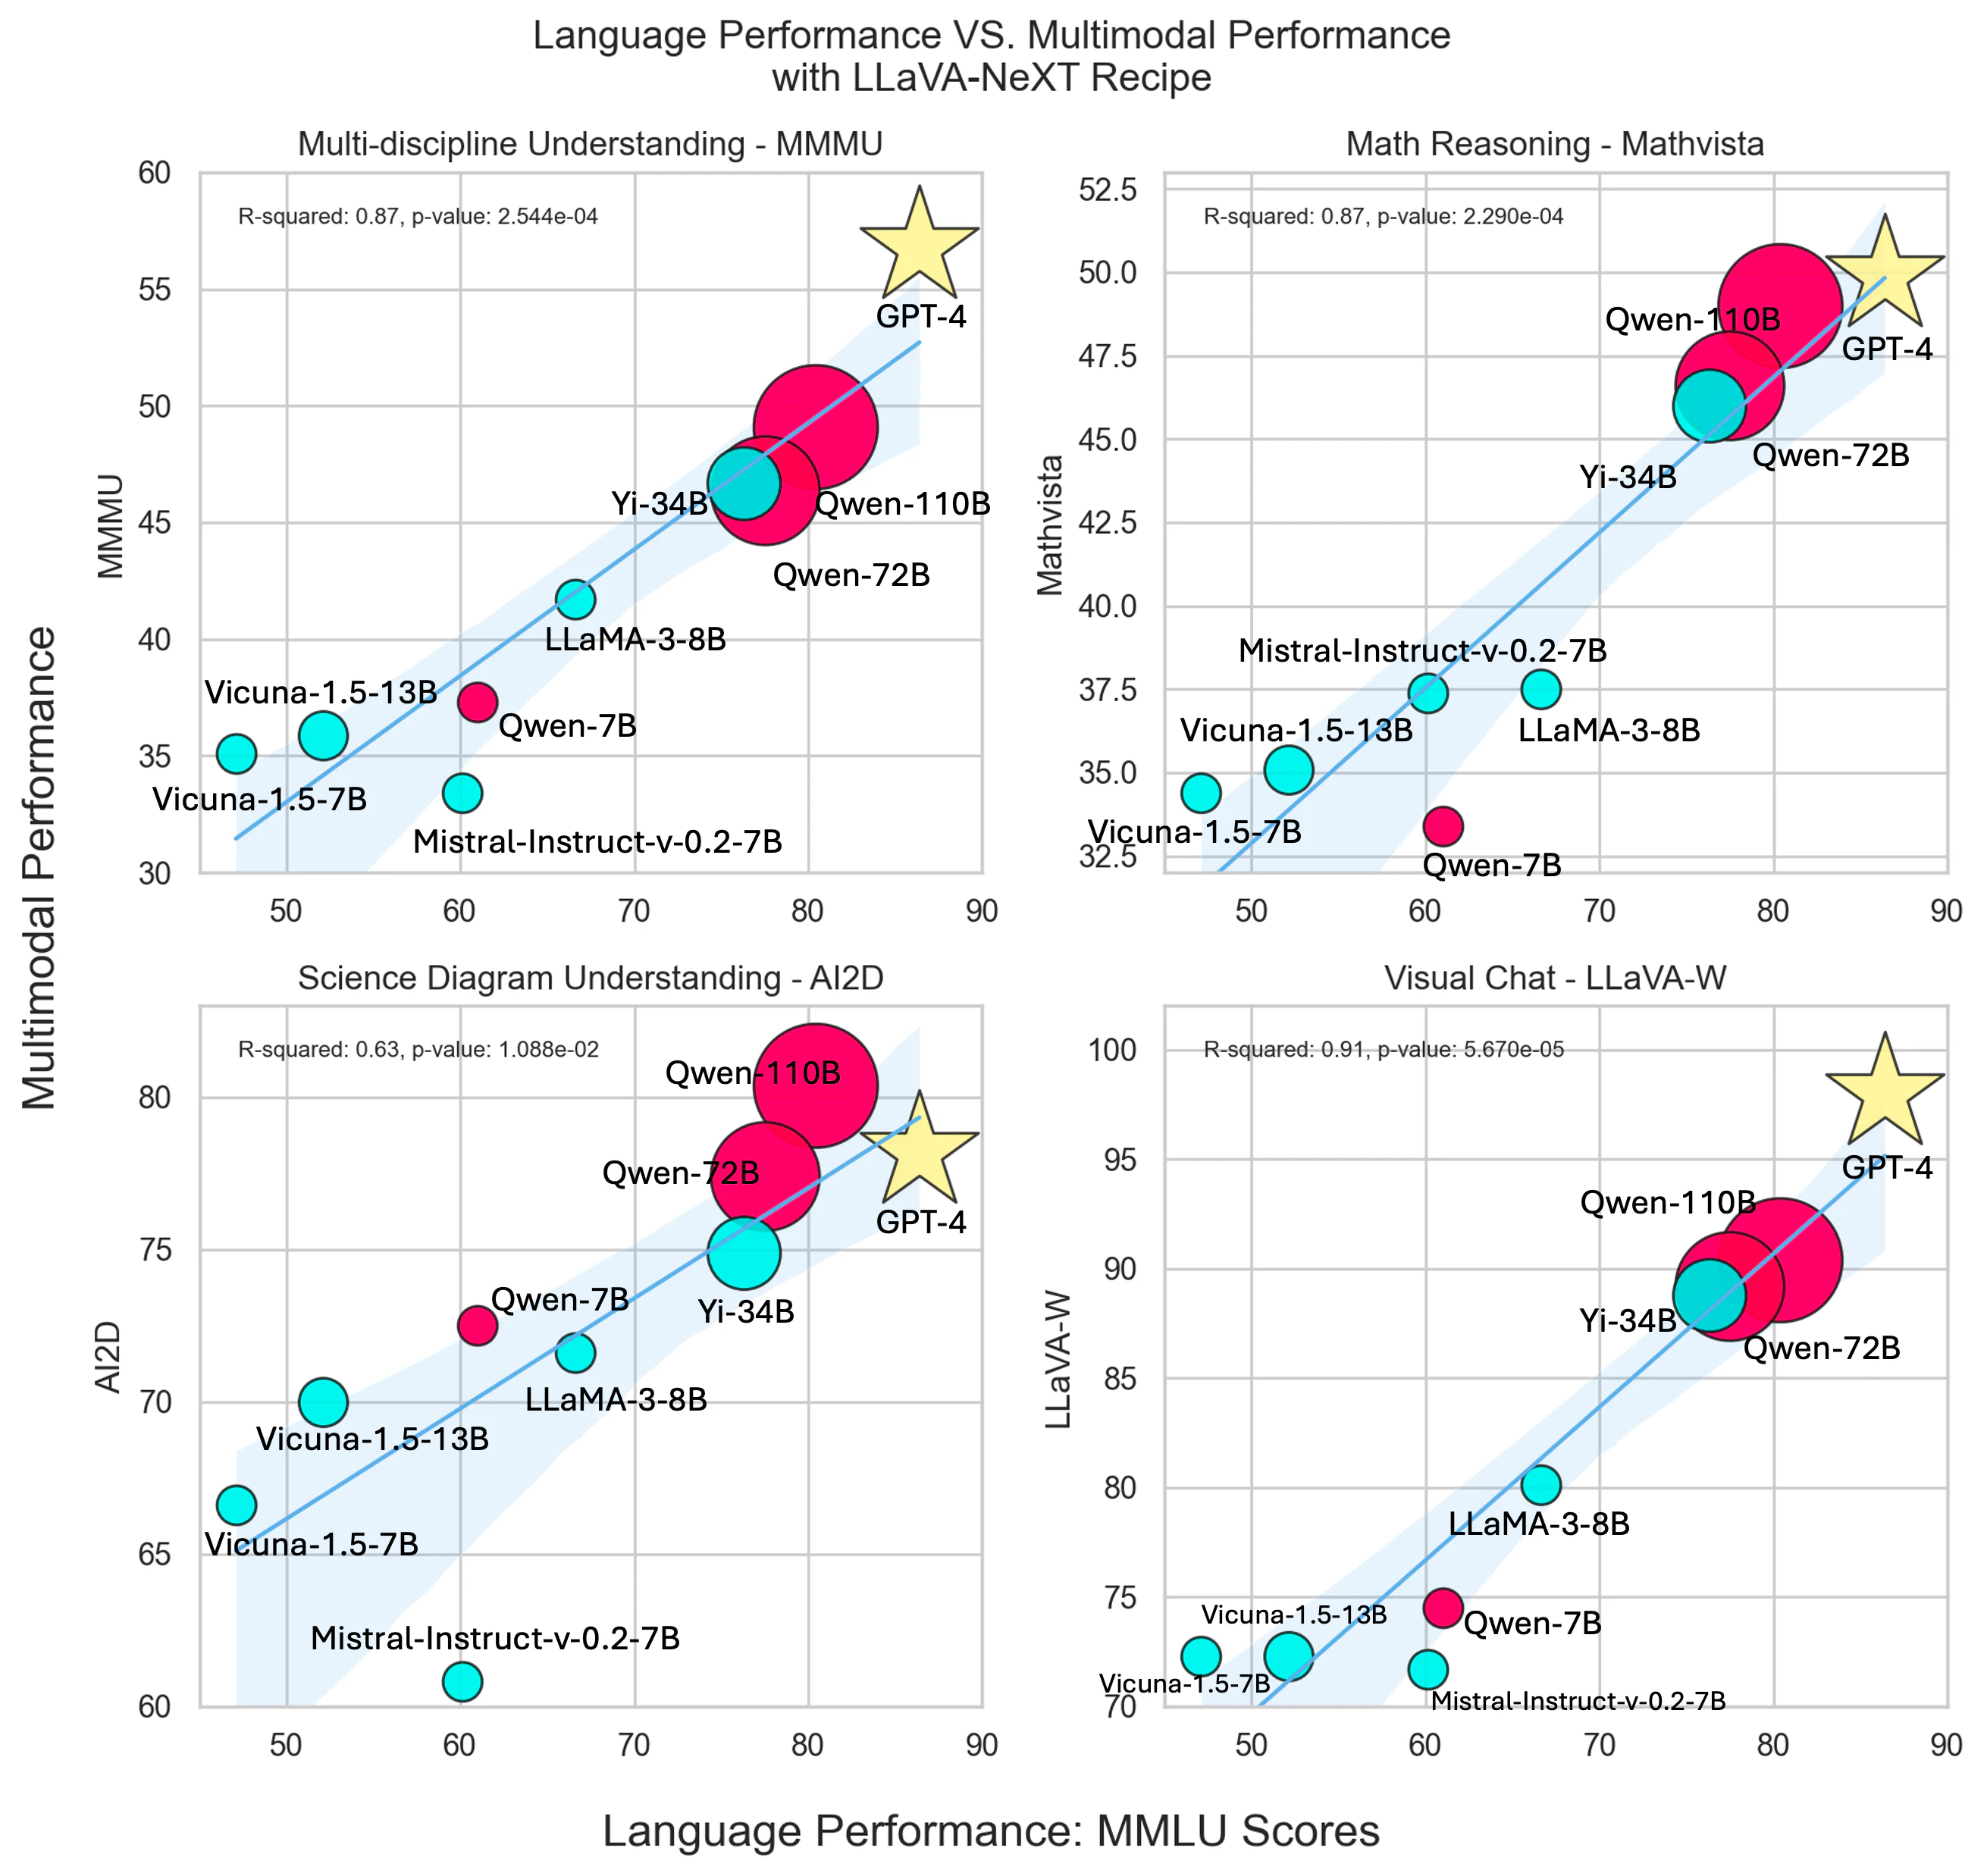 Language Performance VS. Multimodal Performance
with LLaVA-NeXT Recipe
Multimodal Performance
Multi-discipline Understanding - MMMU
R-squared: 0.87, p-value: 2.544e-04
MMMU
60
55
50
45
40
35
30
GPT-4
Qwen-110B
Yi-34B
Qwen-72B
LLaMA-3-8B
Vicuna-1.5-13B
Qwen-7B
Vicuna-1.5-7B
Mistral-Instruct-v-0.2-7B
50 60 70 80 90
Math Reasoning - Mathvista
R-squared: 0.87, p-value: 2.290e-04
Mathvista
52.5
50.0
47.5
45.0
42.5
40.0
37.5
35.0
32.5
Qwen-110B
GPT-4
Qwen-72B
Yi-34B
Mistral-Instruct-v-0.2-7B
Vicuna-1.5-13B
LLaMA-3-8B
Vicuna-1.5-7B
Qwen-7B
50 60 70 80 90
Science Diagram Understanding - AI2D
R-squared: 0.63, p-value: 1.088e-02
AI2D
80
75
70
65
60
Qwen-110B
Qwen-72B
GPT-4
Qwen-7B
Yi-34B
LLaMA-3-8B
Vicuna-1.5-13B
Vicuna-1.5-7B
Mistral-Instruct-v-0.2-7B
50 60 70 80 90
Visual Chat - LLaVA-W
R-squared: 0.91, p-value: 5.670e-05
LLaVA-W
100
95
90
85
80
75
70
GPT-4
Qwen-110B
Yi-34B
Qwen-72B
LLaMA-3-8B
Vicuna-1.5-13B
Qwen-7B
Vicuna-1.5-7B
Mistral-Instruct-v-0.2-7B
50 60 70 80 90
Language Performance: MMLU Scores